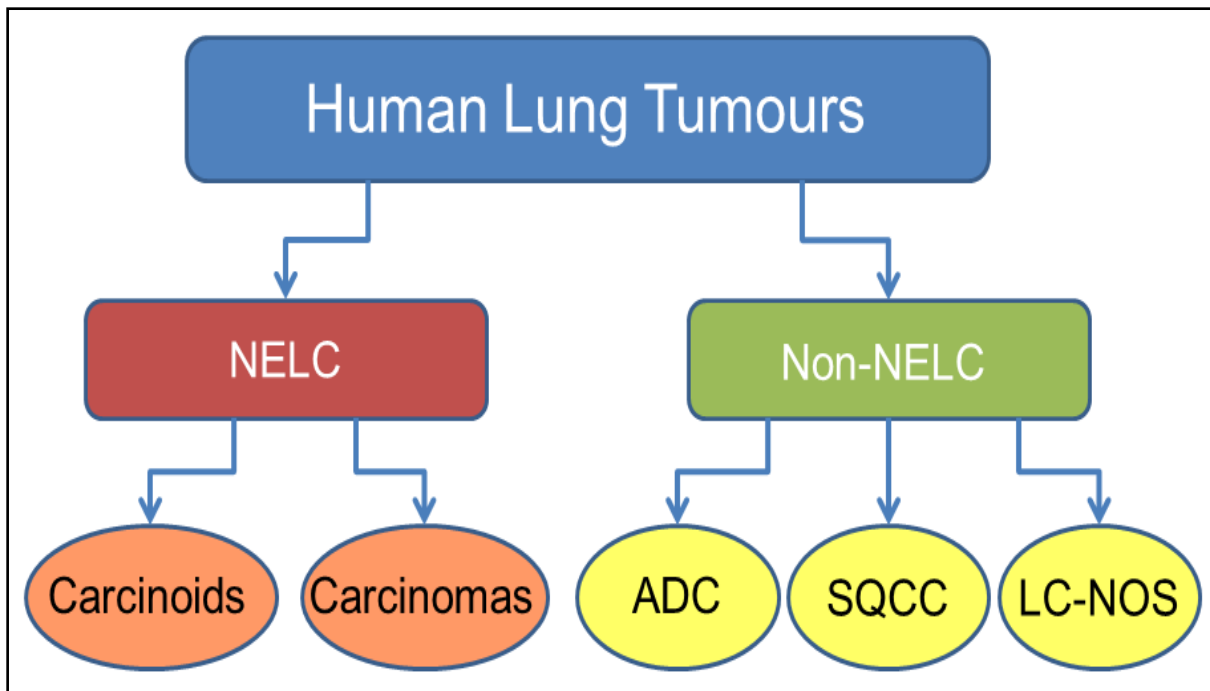 Human Lung Tumours
NELC
Non-NELC
Carcinoids
Carcinomas
ADC
SQCC
LC-NOS